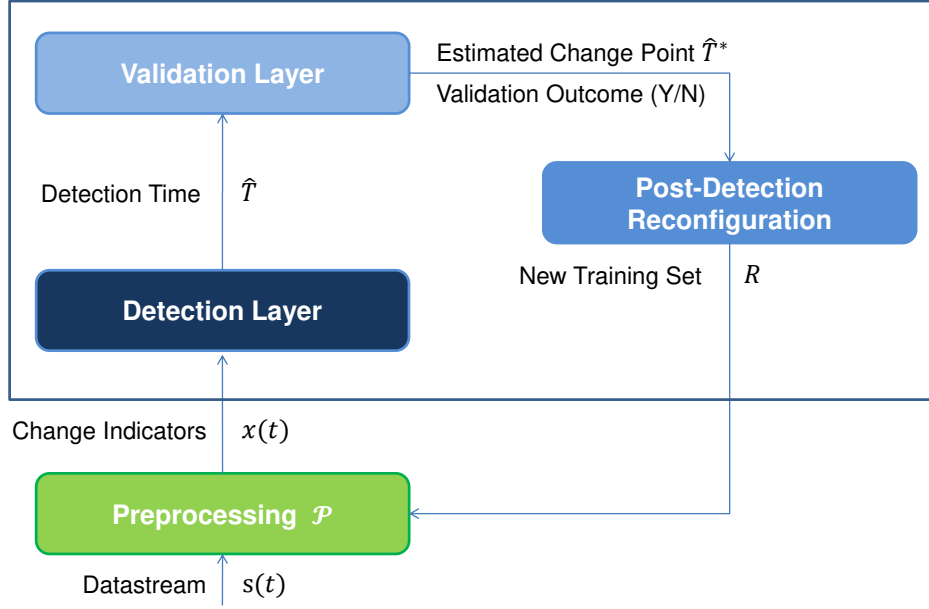 Validation Layer
Estimated Change Point T̂*
Validation Outcome (Y/N)
Detection Time T̂
Post-Detection
Reconfiguration
New Training Set R
Detection Layer
Change Indicators x(t)
Preprocessing 𝒫
Datastream s(t)